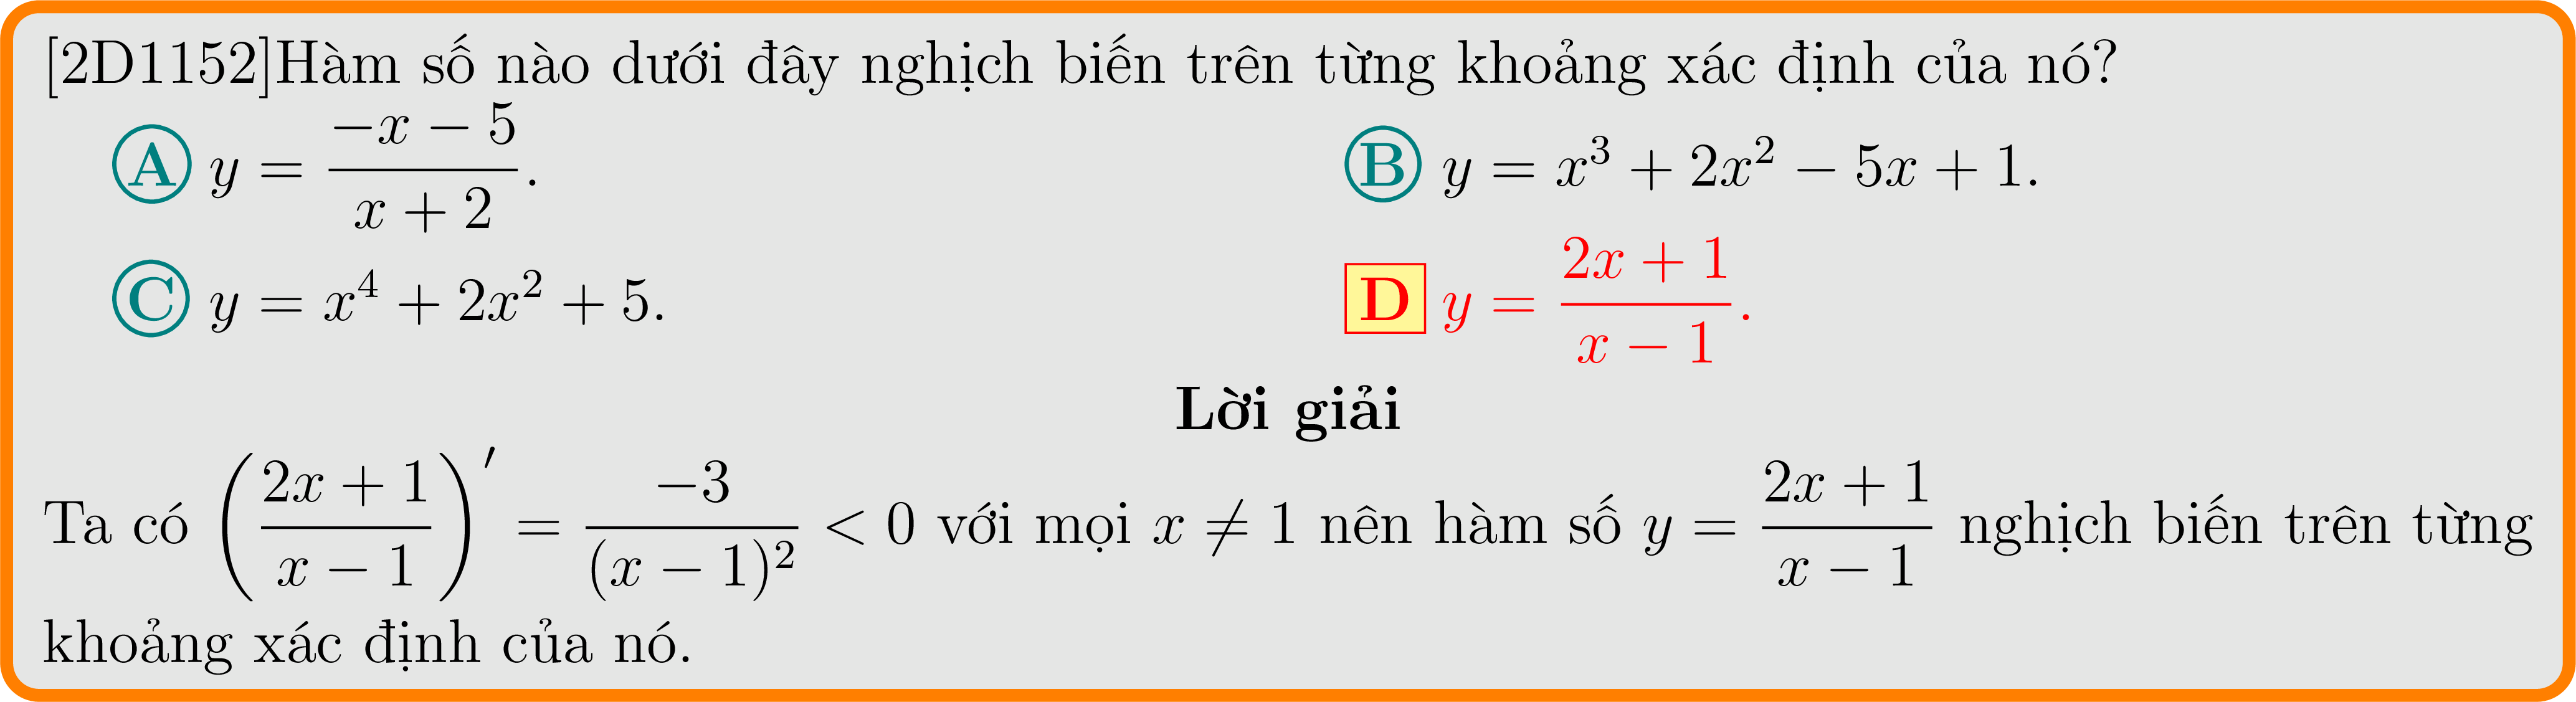 [2D1152]Hàm số nào dưới đây nghịch biến trên từng khoảng xác định của nó?
A y = \frac{-x - 5}{x + 2}. B y = x^3 + 2x^2 - 5x + 1.
C y = x^4 + 2x^2 + 5. D y = \frac{2x + 1}{x - 1}.
Lời giải
Ta có \left(\frac{2x + 1}{x - 1}\right)' = \frac{-3}{(x - 1)^2} < 0 với mọi x ≠ 1 nên hàm số y = \frac{2x + 1}{x - 1} nghịch biến trên từng
khoảng xác định của nó.